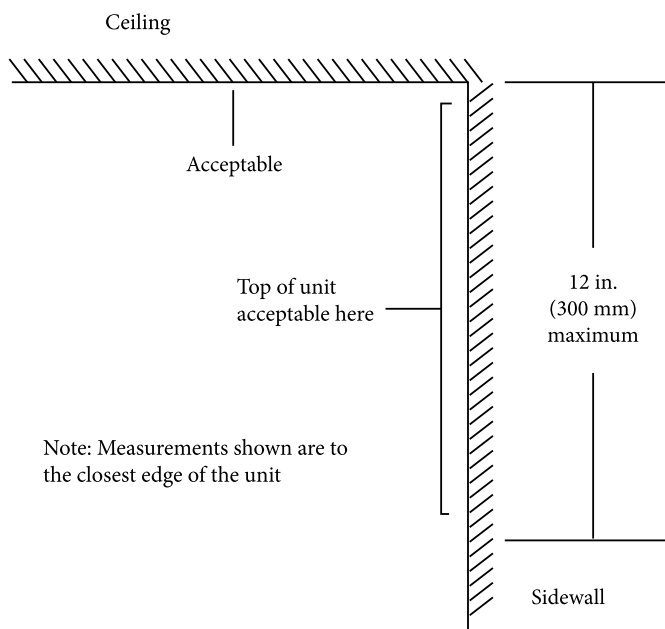 Ceiling
Acceptable
Top of unit
acceptable here
12 in.
(300 mm)
maximum
Note: Measurements shown are to
the closest edge of the unit
Sidewall